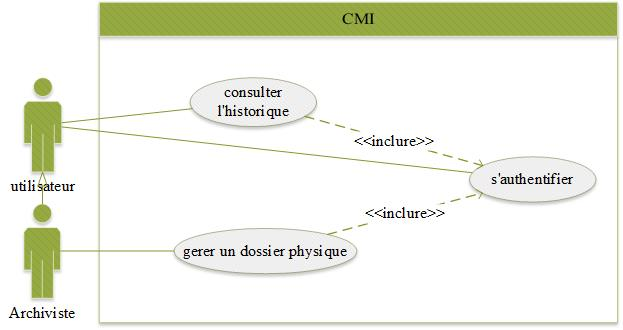 CMI
consulter
l'historique
<<inclure>>
utilisateur
s'authentifier
<<inclure>>
gerer un dossier physique
Archiviste